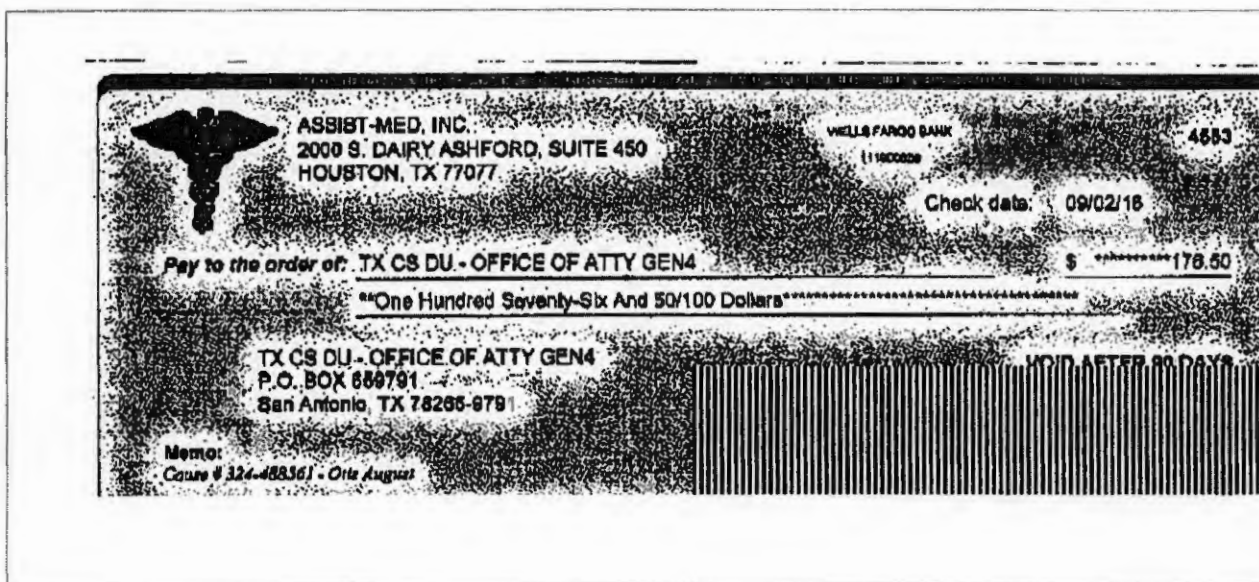 ASSIST-MED, INC.
2000 S. DAIRY ASHFORD, SUITE 450
HOUSTON, TX 77077
WELLS FARGO BANK
4553
Check date: 09/02/16
Pay to the order of: TX CS DU - OFFICE OF ATTY GEN4
$ **********176.50
**One Hundred Seventy-Six And 50/100 Dollars**
TX CS DU - OFFICE OF ATTY GEN4
P.O. BOX 659791
San Antonio, TX 78265-9791
VOID AFTER 90 DAYS
Memo:
Cause # 324-488361 - Otis August